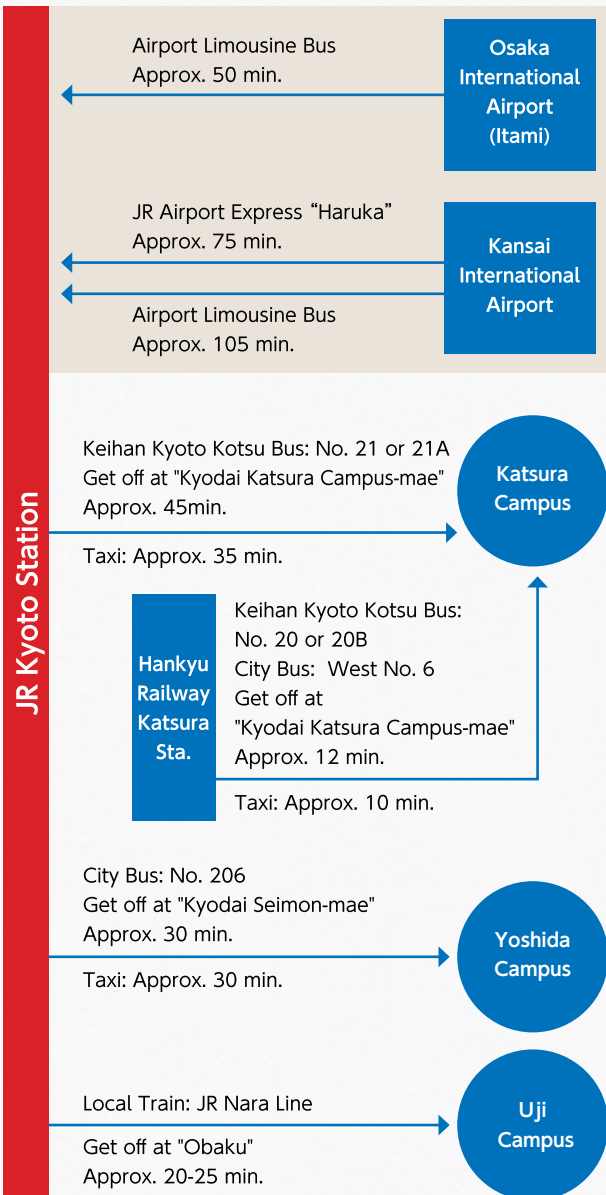 Airport Limousine Bus
Approx. 50 min.
Osaka
International
Airport
(Itami)
JR Airport Express “Haruka”
Approx. 75 min.
Kansai
International
Airport
Airport Limousine Bus
Approx. 105 min.
JR Kyoto Station
Keihan Kyoto Kotsu Bus: No. 21 or 21A
Get off at "Kyodai Katsura Campus-mae"
Approx. 45min.
Taxi: Approx. 35 min.
Katsura
Campus
Hankyu
Railway
Katsura
Sta.
Keihan Kyoto Kotsu Bus:
No. 20 or 20B
City Bus:  West No. 6
Get off at
"Kyodai Katsura Campus-mae"
Approx. 12 min.
Taxi: Approx. 10 min.
City Bus: No. 206
Get off at "Kyodai Seimon-mae"
Approx. 30 min.
Taxi: Approx. 30 min.
Yoshida
Campus
Local Train: JR Nara Line
Get off at "Obaku"
Approx. 20-25 min.
Uji
Campus